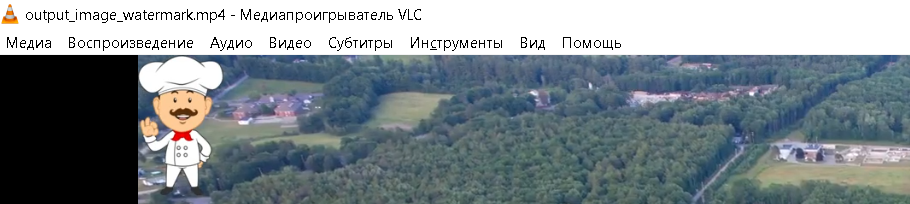 output_image_watermark.mp4 - Медиапроигрыватель VLC
Медиа Воспроизведение Аудио Видео Субтитры Инструменты Вид Помощь